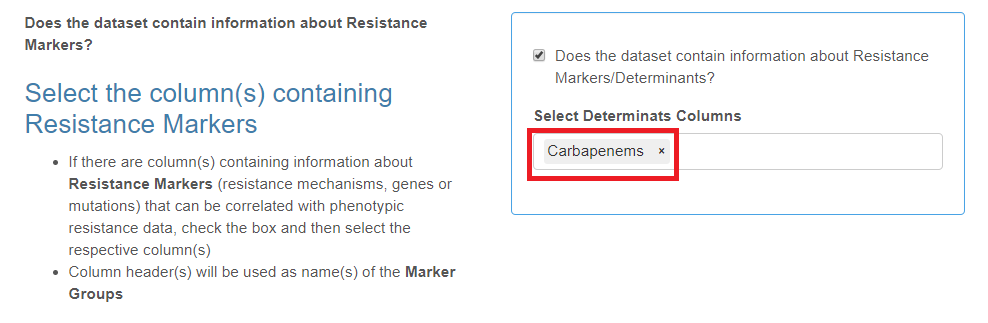 Does the dataset contain information about Resistance
Markers?
Select the column(s) containing
Resistance Markers
If there are column(s) containing information about
Resistance Markers (resistance mechanisms, genes or
mutations) that can be correlated with phenotypic
resistance data, check the box and then select the
respective column(s)
Column header(s) will be used as name(s) of the Marker
Groups
Does the dataset contain information about Resistance
Markers/Determinants?
Select Determinats Columns
Carbapenems ×